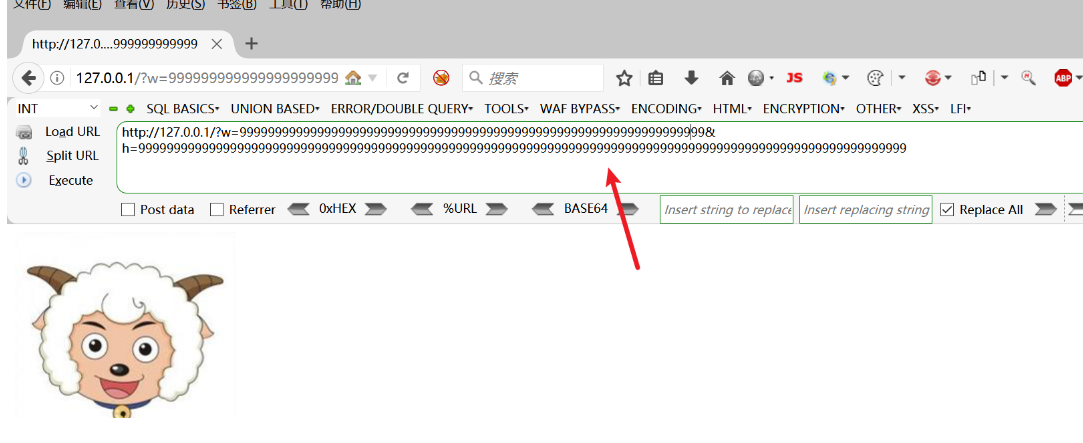 文件(F) 编辑(E) 查看(V) 历史(S) 书签(B) 工具(T) 帮助(H)
http://127.0....999999999999
127.0.0.1/?w=9999999999999999999999999
搜索
JS
ABP
INT SQL BASICS UNION BASED ERROR/DOUBLE QUERY TOOLS WAF BYPASS ENCODING HTML ENCRYPTION OTHER XSS LFI
Load URL
Split URL
Execute
http://127.0.0.1/?w=99999999999999999999999999999999999999999999999999999999999999999&
h=99999999999999999999999999999999999999999999999999999999999999999999999999999999999999999999999999999999999999
Post data Referrer 0xHEX %URL BASE64 Insert string to replace Insert replacing string Replace All